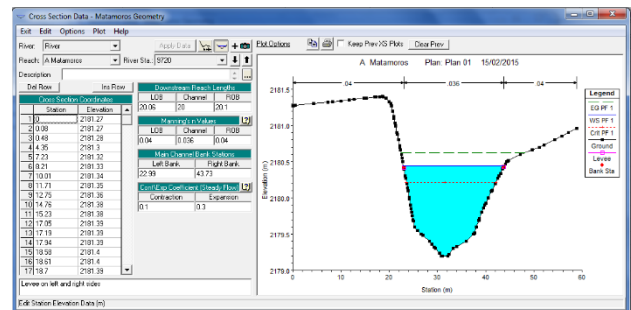 Cross Section Data - Matamoros Geometry
Exit Edit Options Plot Help
River: River Apply Data Plot Options Keep Prev XS Plots Clear Prev
Reach: A Matamoros River Sta.: 9720
Description
Del Row Ins Row
Cross Section Coordinates
Station Elevation
1 0 2181.27
2 0.08 2181.27
3 0.48 2181.28
4 4.35 2181.3
5 7.23 2181.32
6 8.21 2181.33
7 10.01 2181.34
8 11.71 2181.35
9 12.75 2181.36
10 14.76 2181.38
11 15.23 2181.38
12 17.05 2181.39
13 17.19 2181.39
14 17.94 2181.39
15 18.58 2181.4
16 18.61 2181.4
17 18.7 2181.39
Downstream Reach Lengths
LOB Channel ROB
20.06 20 20.1
Manning's n Values
LOB Channel ROB
0.04 0.036 0.04
Main Channel Bank Stations
Left Bank Right Bank
22.99 43.73
Cont\Exp Coefficient (Steady Flow)
Contraction Expansion
0.1 0.3
Levee on left and right sides
Edit Station Elevation Data (m)
A Matamoros Plan: Plan 01 15/02/2015
.04 .036 .04
2181.5
2181.0
2180.5
2180.0
2179.5
2179.0
Elevation (m)
0 10 20 30 40 50 60
Station (m)
Legend
EG PF 1
WS PF 1
Crit PF 1
Ground
Levee
Bank Sta